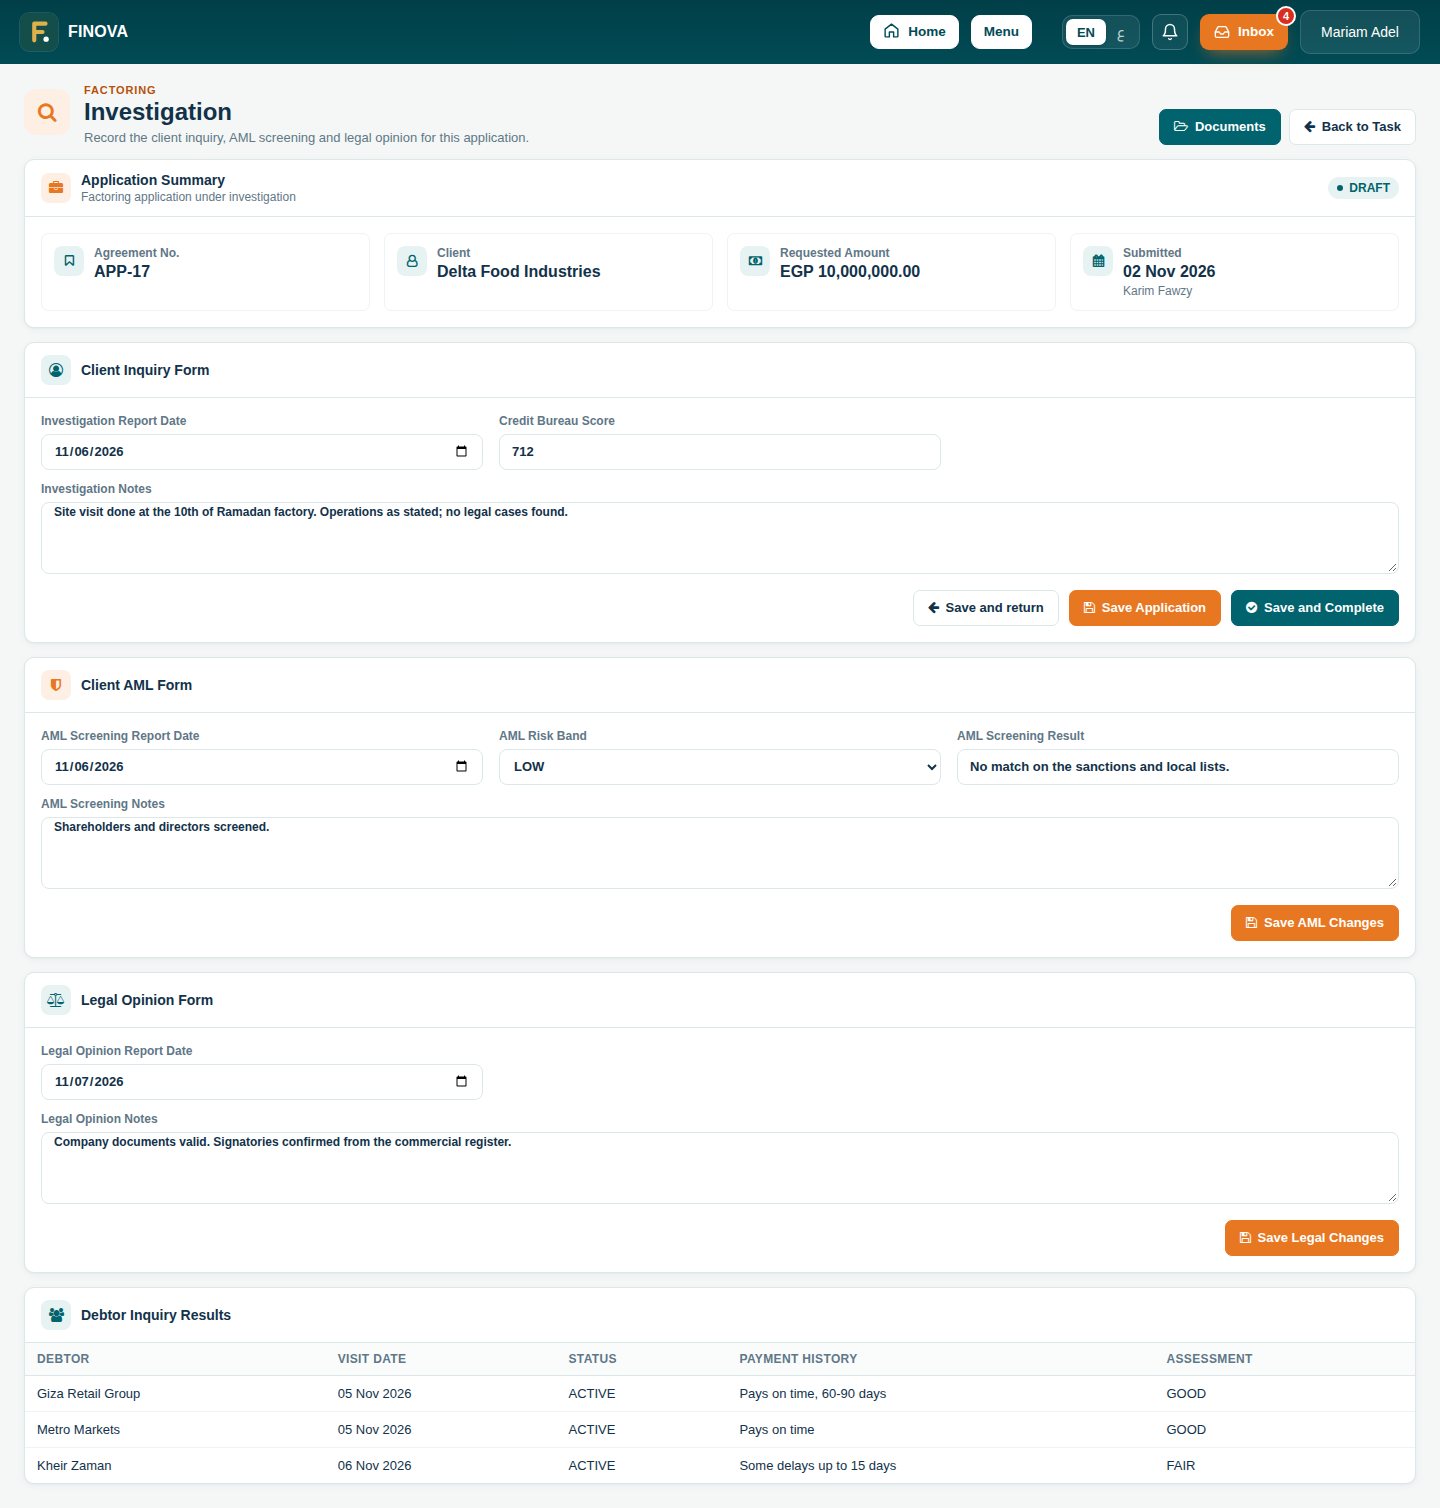 FINOVA
Home
Menu
EN
ع
Inbox
4
Mariam Adel
FACTORING
Investigation
Record the client inquiry, AML screening and legal opinion for this application.
Documents
Back to Task
Application Summary
Factoring application under investigation
DRAFT
Agreement No.
APP-17
Client
Delta Food Industries
Requested Amount
EGP 10,000,000.00
Submitted
02 Nov 2026
Karim Fawzy
Client Inquiry Form
Investigation Report Date
Credit Bureau Score
11/06/2026
712
Investigation Notes
Site visit done at the 10th of Ramadan factory. Operations as stated; no legal cases found.
Save and return
Save Application
Save and Complete
Client AML Form
AML Screening Report Date
AML Risk Band
AML Screening Result
11/06/2026
LOW
No match on the sanctions and local lists.
AML Screening Notes
Shareholders and directors screened.
Save AML Changes
Legal Opinion Form
Legal Opinion Report Date
11/07/2026
Legal Opinion Notes
Company documents valid. Signatories confirmed from the commercial register.
Save Legal Changes
Debtor Inquiry Results
DEBTOR VISIT DATE STATUS PAYMENT HISTORY ASSESSMENT
Giza Retail Group 05 Nov 2026 ACTIVE Pays on time, 60-90 days GOOD
Metro Markets 05 Nov 2026 ACTIVE Pays on time GOOD
Kheir Zaman 06 Nov 2026 ACTIVE Some delays up to 15 days FAIR